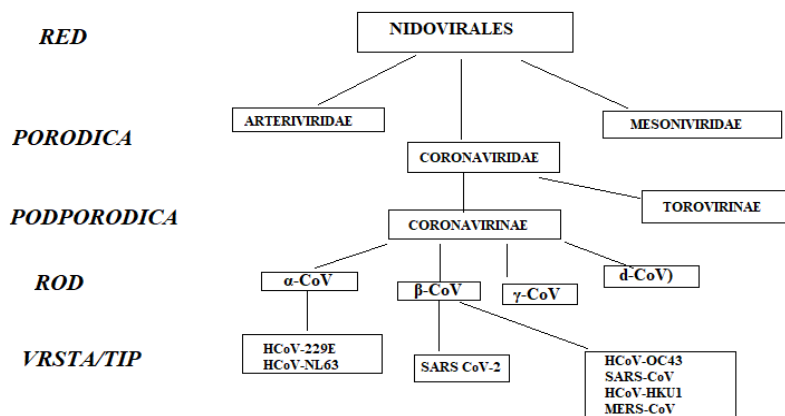 RED
NIDOVIRALES
PORODICA
ARTERIVIRIDAE
MESONIVIRIDAE
CORONAVIRIDAE
PODPORODICA
TOROVIRINAE
CORONAVIRINAE
ROD
α-CoV
β-CoV
γ-CoV
d-CoV)
VRSTA/TIP
HCoV-229E
HCoV-NL63
SARS CoV-2
HCoV-OC43
SARS-CoV
HCoV-HKU1
MERS-CoV